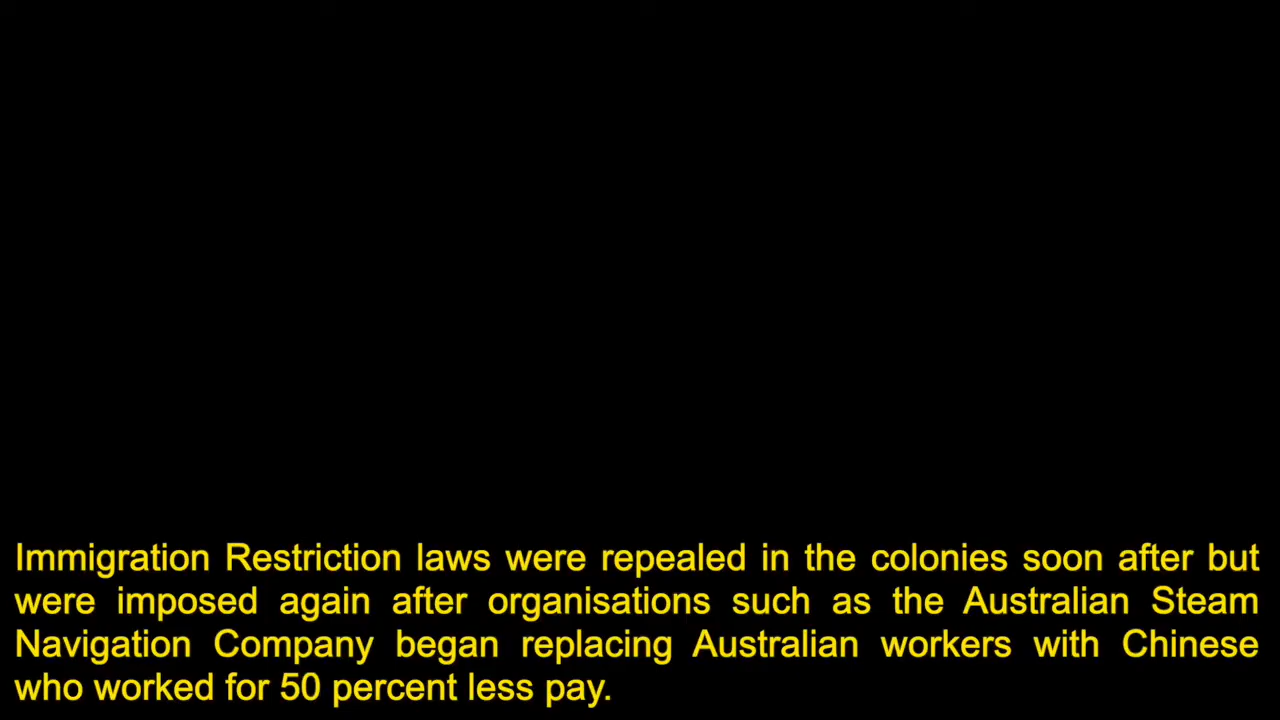 Immigration Restriction laws were repealed in the colonies soon after but
were imposed again after organisations such as the Australian Steam
Navigation Company began replacing Australian workers with Chinese
who worked for 50 percent less pay.